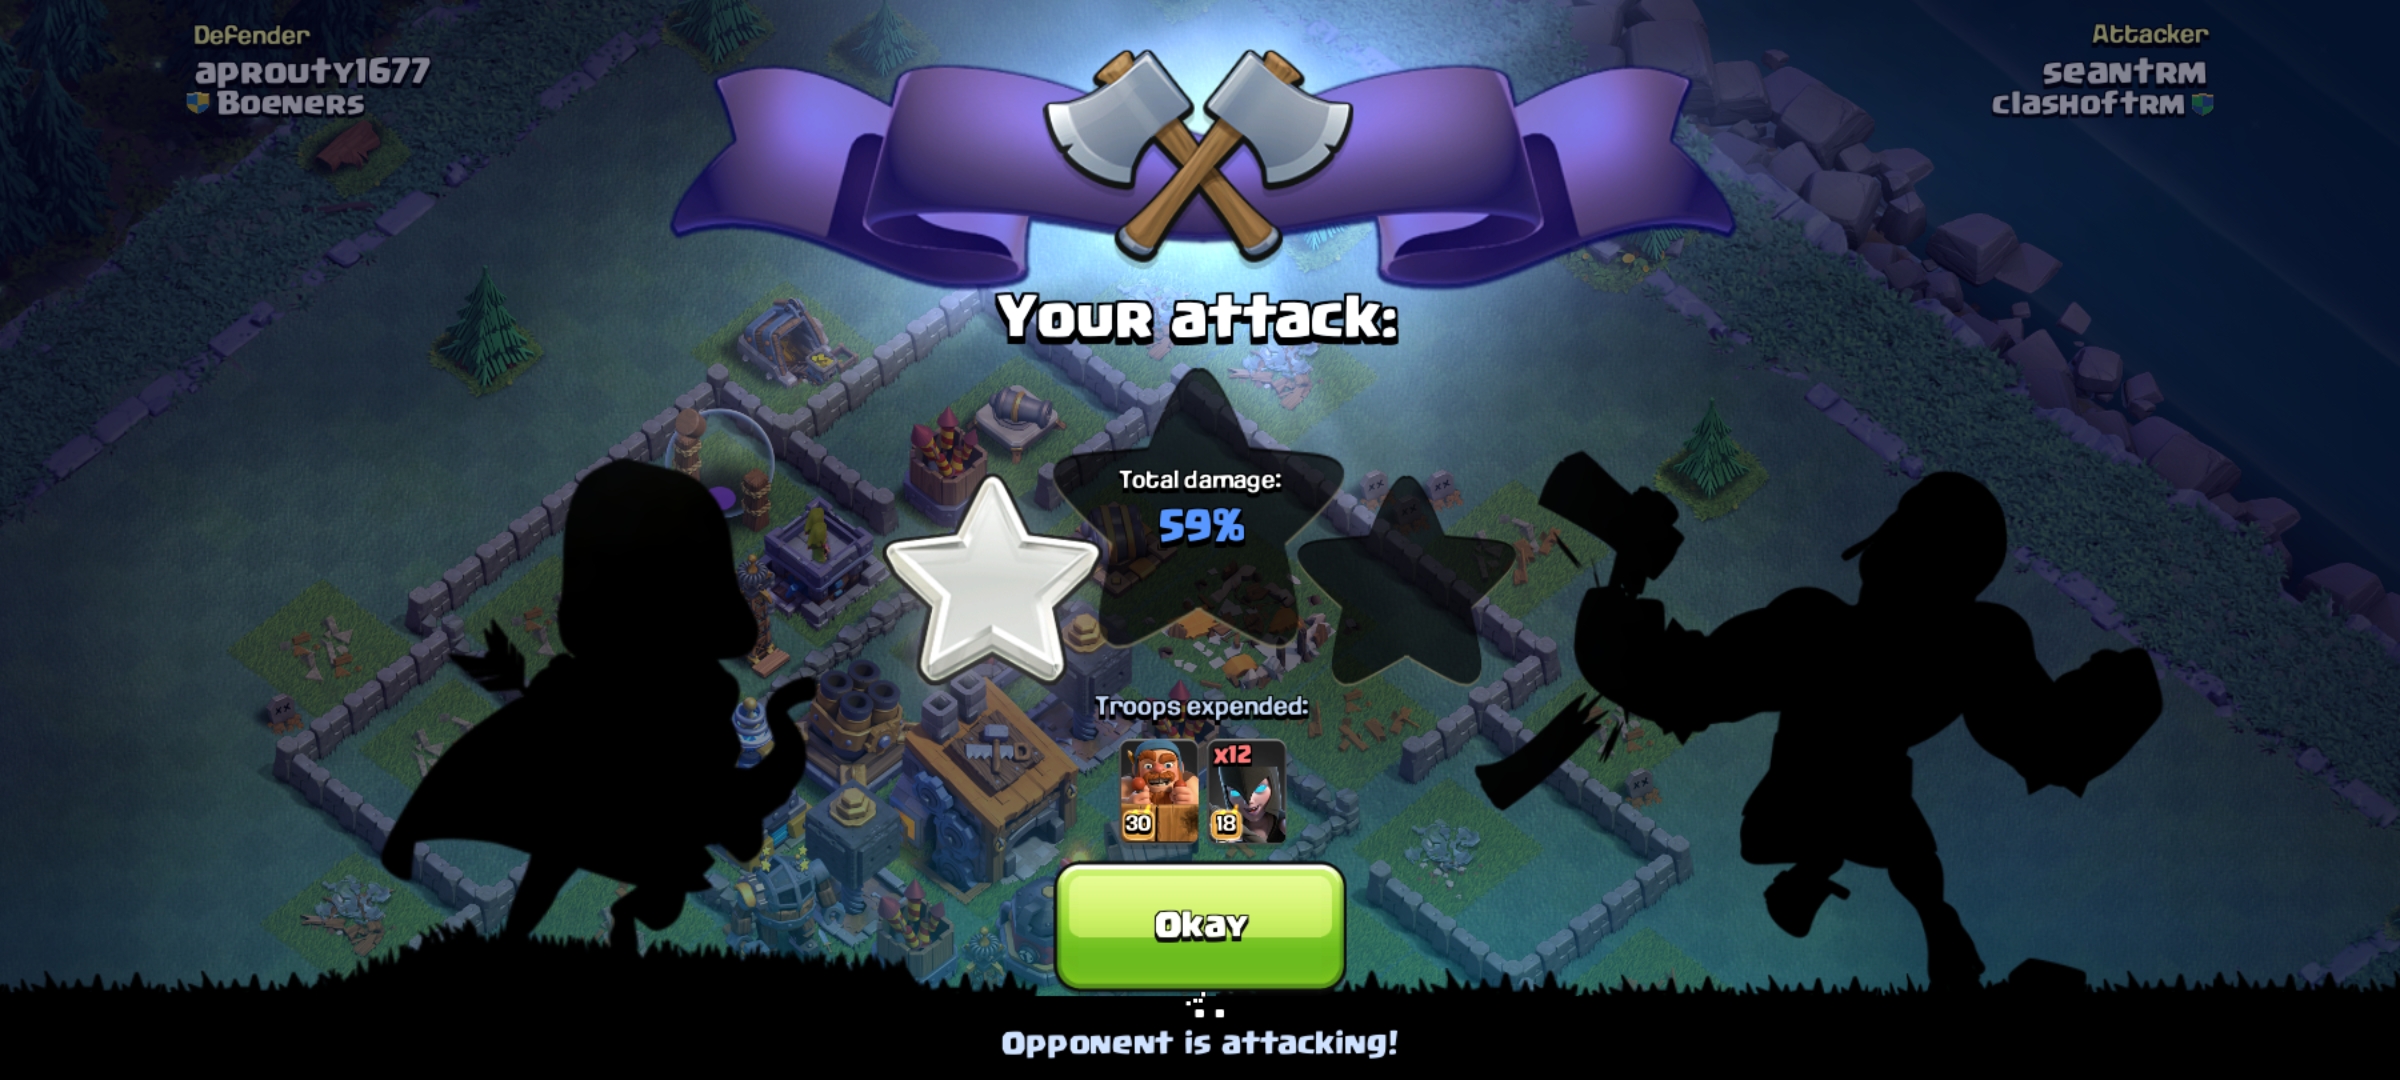 Defender
aprouty1677
Boeners
Attacker
seantrm
clashoftrm
Your attack:
Total damage:
59%
Troops expended:
x12
30
18
Okay
Opponent is attacking!